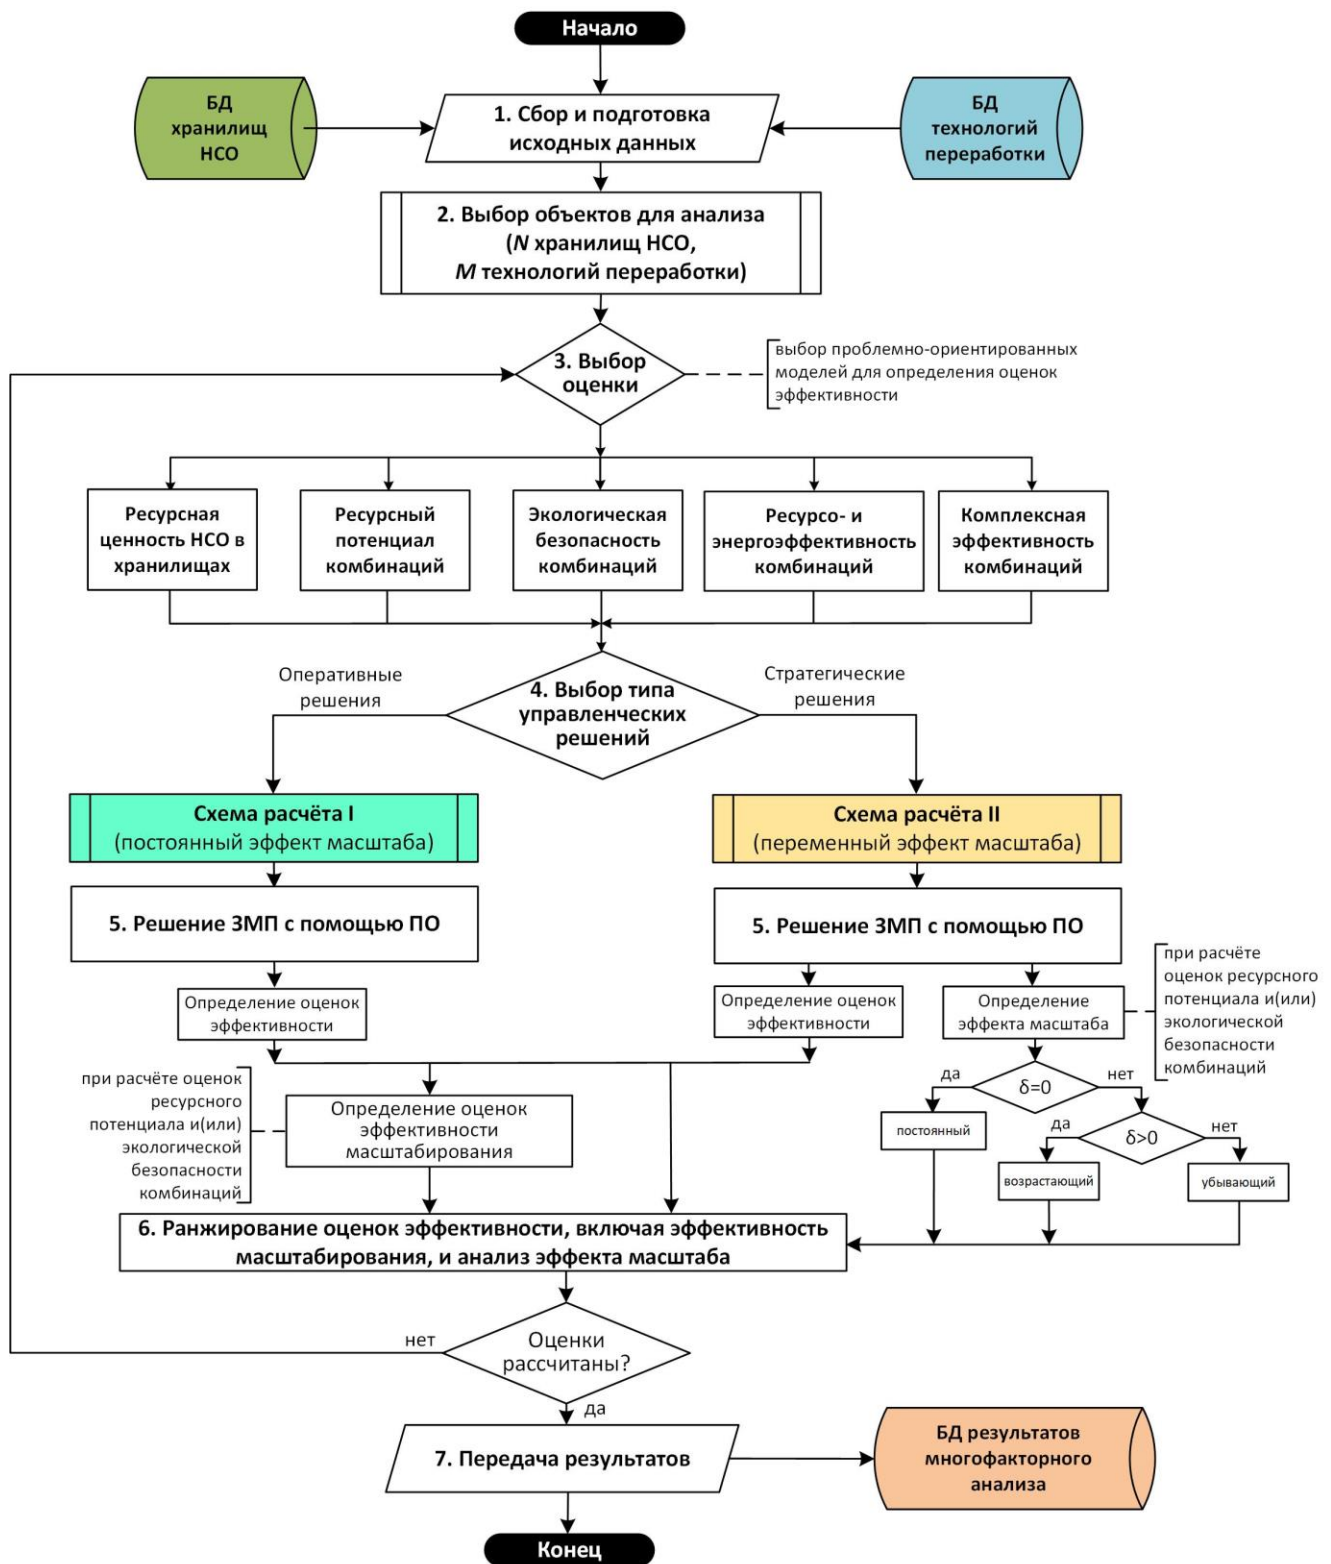 Начало
БД
хранилищ
НСО
1. Сбор и подготовка
исходных данных
БД
технологий
переработки
2. Выбор объектов для анализа
(N хранилищ НСО,
M технологий переработки)
3. Выбор
оценки
выбор проблемно-ориентированных
моделей для определения оценок
эффективности
Ресурсная
ценность НСО в
хранилищах
Ресурсный
потенциал
комбинаций
Экологическая
безопасность
комбинаций
Ресурсо- и
энергоэффективность
комбинаций
Комплексная
эффективность
комбинаций
Оперативные
решения
4. Выбор типа
управленческих
решений
Стратегические
решения
Схема расчёта I
(постоянный эффект масштаба)
Схема расчёта II
(переменный эффект масштаба)
5. Решение ЗМП с помощью ПО
5. Решение ЗМП с помощью ПО
при расчёте
оценок ресурсного
потенциала и(или)
экологической
безопасности
комбинаций
Определение оценок
эффективности
Определение оценок
эффективности
Определение
эффекта масштаба
да
δ=0
нет
постоянный
да
δ>0
нет
возрастающий
убывающий
при расчёте оценок
ресурсного
потенциала и(или)
экологической
безопасности
комбинаций
Определение оценок
эффективности
масштабирования
6. Ранжирование оценок эффективности, включая эффективность
масштабирования, и анализ эффекта масштаба
нет
Оценки
рассчитаны?
да
7. Передача результатов
БД результатов
многофакторного
анализа
Конец